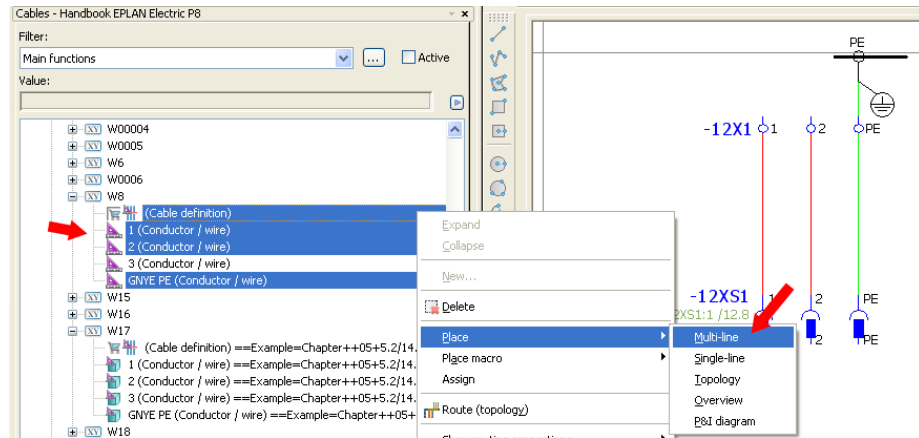 Cables - Handbook EPLAN Electric P8
Filter:
Main functions
...
Active
Value:
W00004
W0005
W6
W0006
W8
(Cable definition)
1 (Conductor / wire)
2 (Conductor / wire)
3 (Conductor / wire)
GNYE PE (Conductor / wire)
W15
W16
W17
(Cable definition) ==Example=Chapter++05+5.2/14.
1 (Conductor / wire) ==Example=Chapter++05+5.2/14.
2 (Conductor / wire) ==Example=Chapter++05+5.2/14.
3 (Conductor / wire) ==Example=Chapter++05+5.2/14.
GNYE PE (Conductor / wire) ==Example=Chapter++05+
W18
Expand
Collapse
New...
Delete
Place
Place macro
Assign
Route (topology)
Multi-line
Single-line
Topology
Overview
P&I diagram
PE
-12X1 1 2 PE
-12XS1 1 2 PE
2XS1:1 /12.8
2 PE